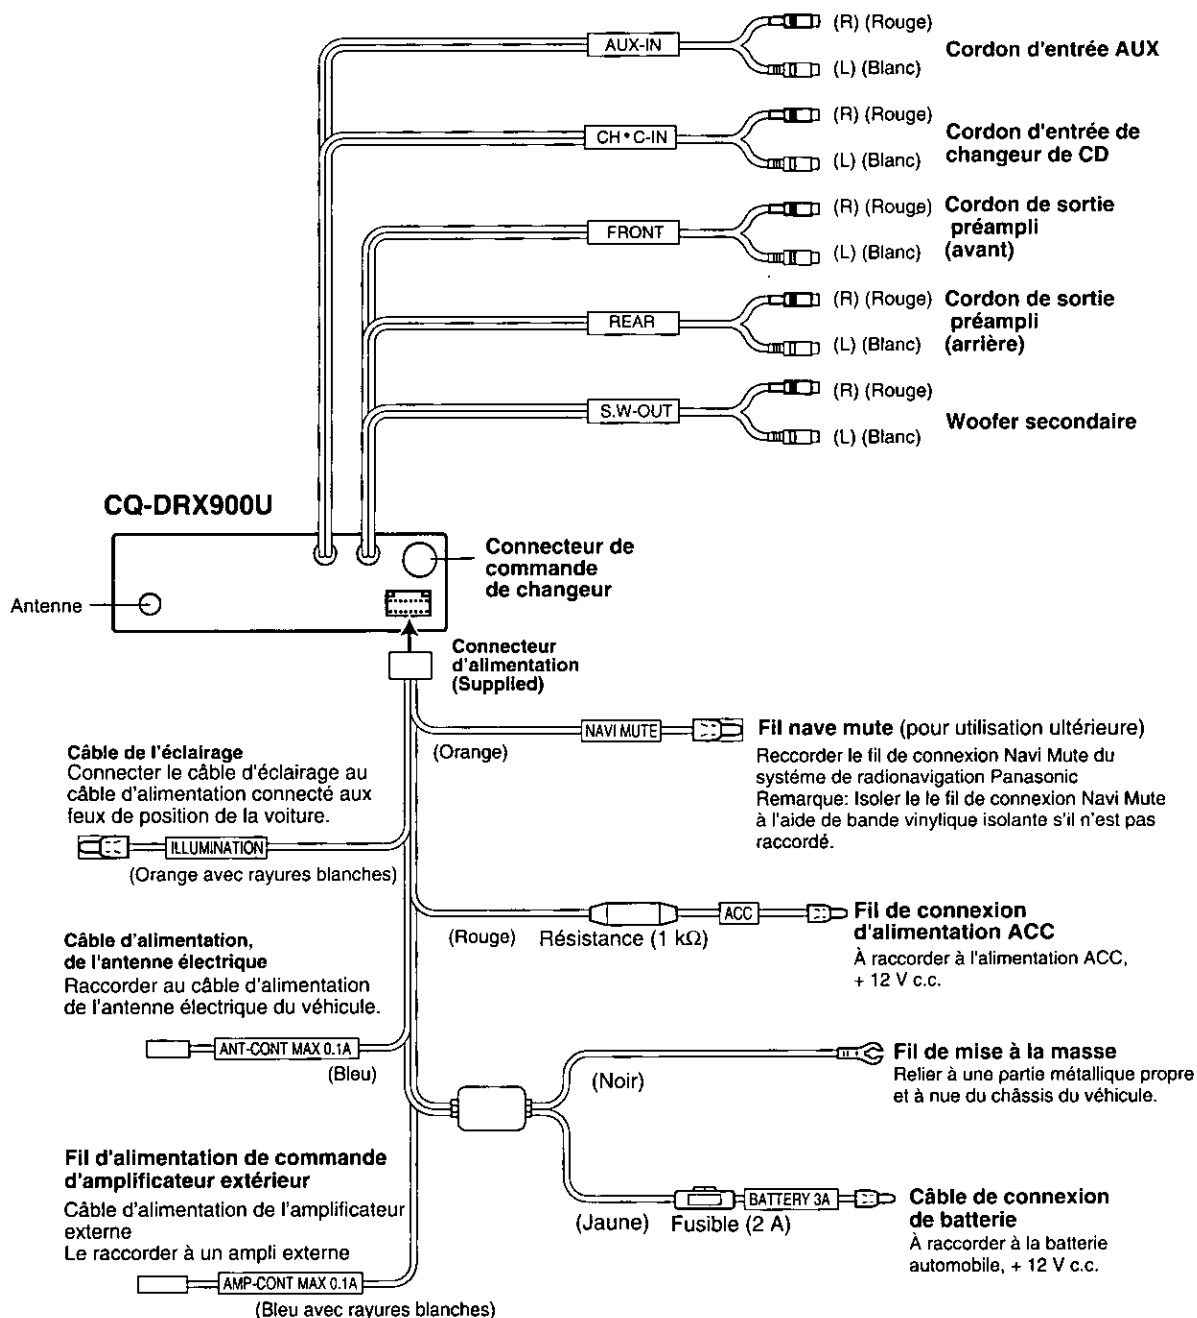 AUX-IN
(R) (Rouge)
(L) (Blanc)
Cordon d'entrée AUX
CH•C-IN
(R) (Rouge)
(L) (Blanc)
Cordon d'entrée de
changeur de CD
FRONT
(R) (Rouge)
(L) (Blanc)
Cordon de sortie
préampli
(avant)
REAR
(R) (Rouge)
(L) (Blanc)
Cordon de sortie
préampli
(arrière)
S.W-OUT
(R) (Rouge)
(L) (Blanc)
Woofer secondaire
CQ-DRX900U
Connecteur de
commande
de changeur
Antenne
Connecteur
d'alimentation
(Supplied)
NAVI MUTE
(Orange)
Fil nave mute (pour utilisation ultérieure)
Reccorder le fil de connexion Navi Mute du
systéme de radionavigation Panasonic
Remarque: Isoler le le fil de connexion Navi Mute
à l'aide de bande vinylique isolante s'il n'est pas
raccordé.
Câble de l'éclairage
Connecter le câble d'éclairage au
câble d'alimentation connecté aux
feux de position de la voiture.
ILLUMINATION
(Orange avec rayures blanches)
(Rouge)
Résistance (1 kΩ)
ACC
Fil de connexion
d'alimentation ACC
À raccorder à l'alimentation ACC,
+ 12 V c.c.
Câble d'alimentation,
de l'antenne électrique
Raccorder au câble d'alimentation
de l'antenne électrique du véhicule.
ANT-CONT MAX 0.1A
(Bleu)
(Noir)
Fil de mise à la masse
Relier à une partie métallique propre
et à nue du châssis du véhicule.
Fil d'alimentation de commande
d'amplificateur extérieur
Câble d'alimentation de l'amplificateur
externe
Le raccorder à un ampli externe
AMP-CONT MAX 0.1A
(Bleu avec rayures blanches)
(Jaune)
Fusible (2 A)
BATTERY 3A
Câble de connexion
de batterie
À raccorder à la batterie
automobile, + 12 V c.c.